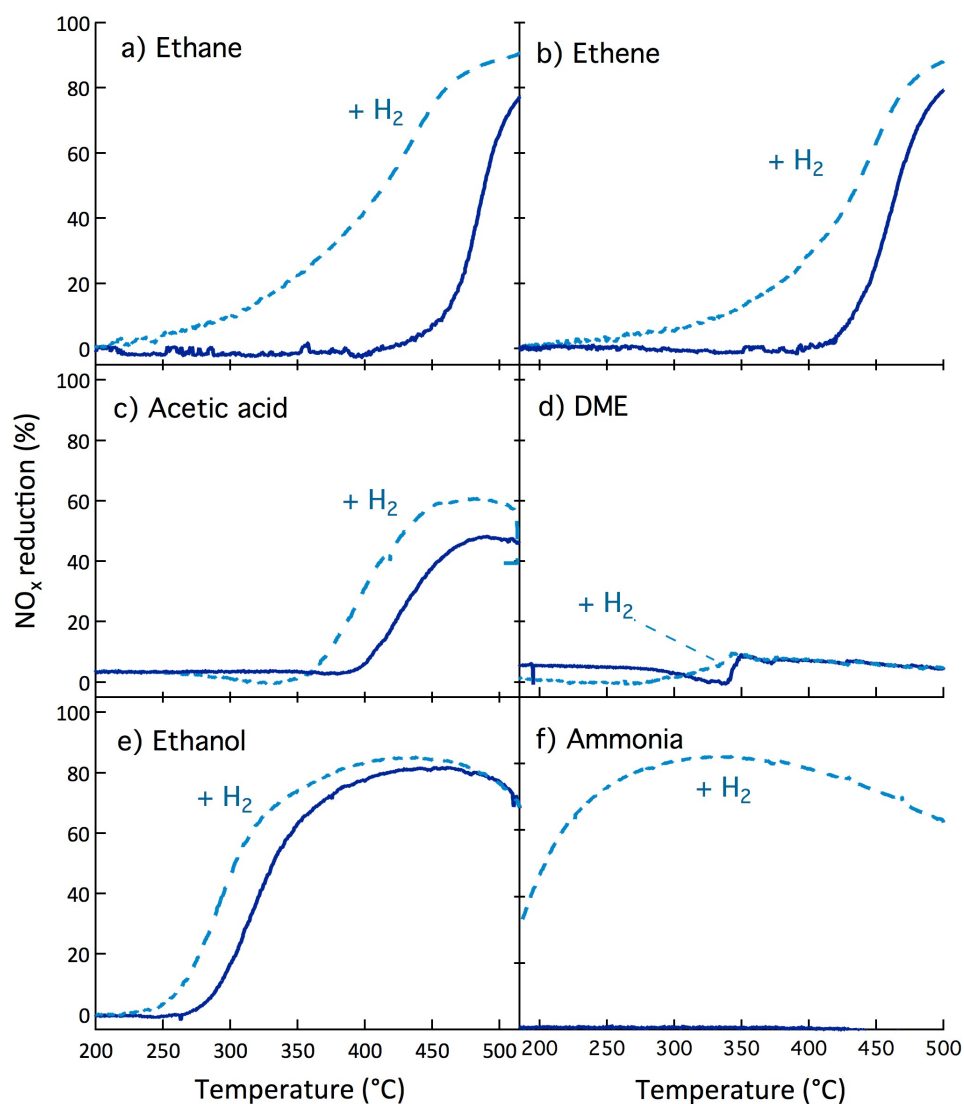 100
80
60
40
20
0
a) Ethane
+ H2
b) Ethene
+ H2
100
80
60
40
20
0
c) Acetic acid
+ H2
d) DME
+ H2
100
80
60
40
20
0
e) Ethanol
+ H2
f) Ammonia
+ H2
NOx reduction (%)
200 250 300 350 400 450 500
200 250 300 350 400 450 500
Temperature (°C)
Temperature (°C)